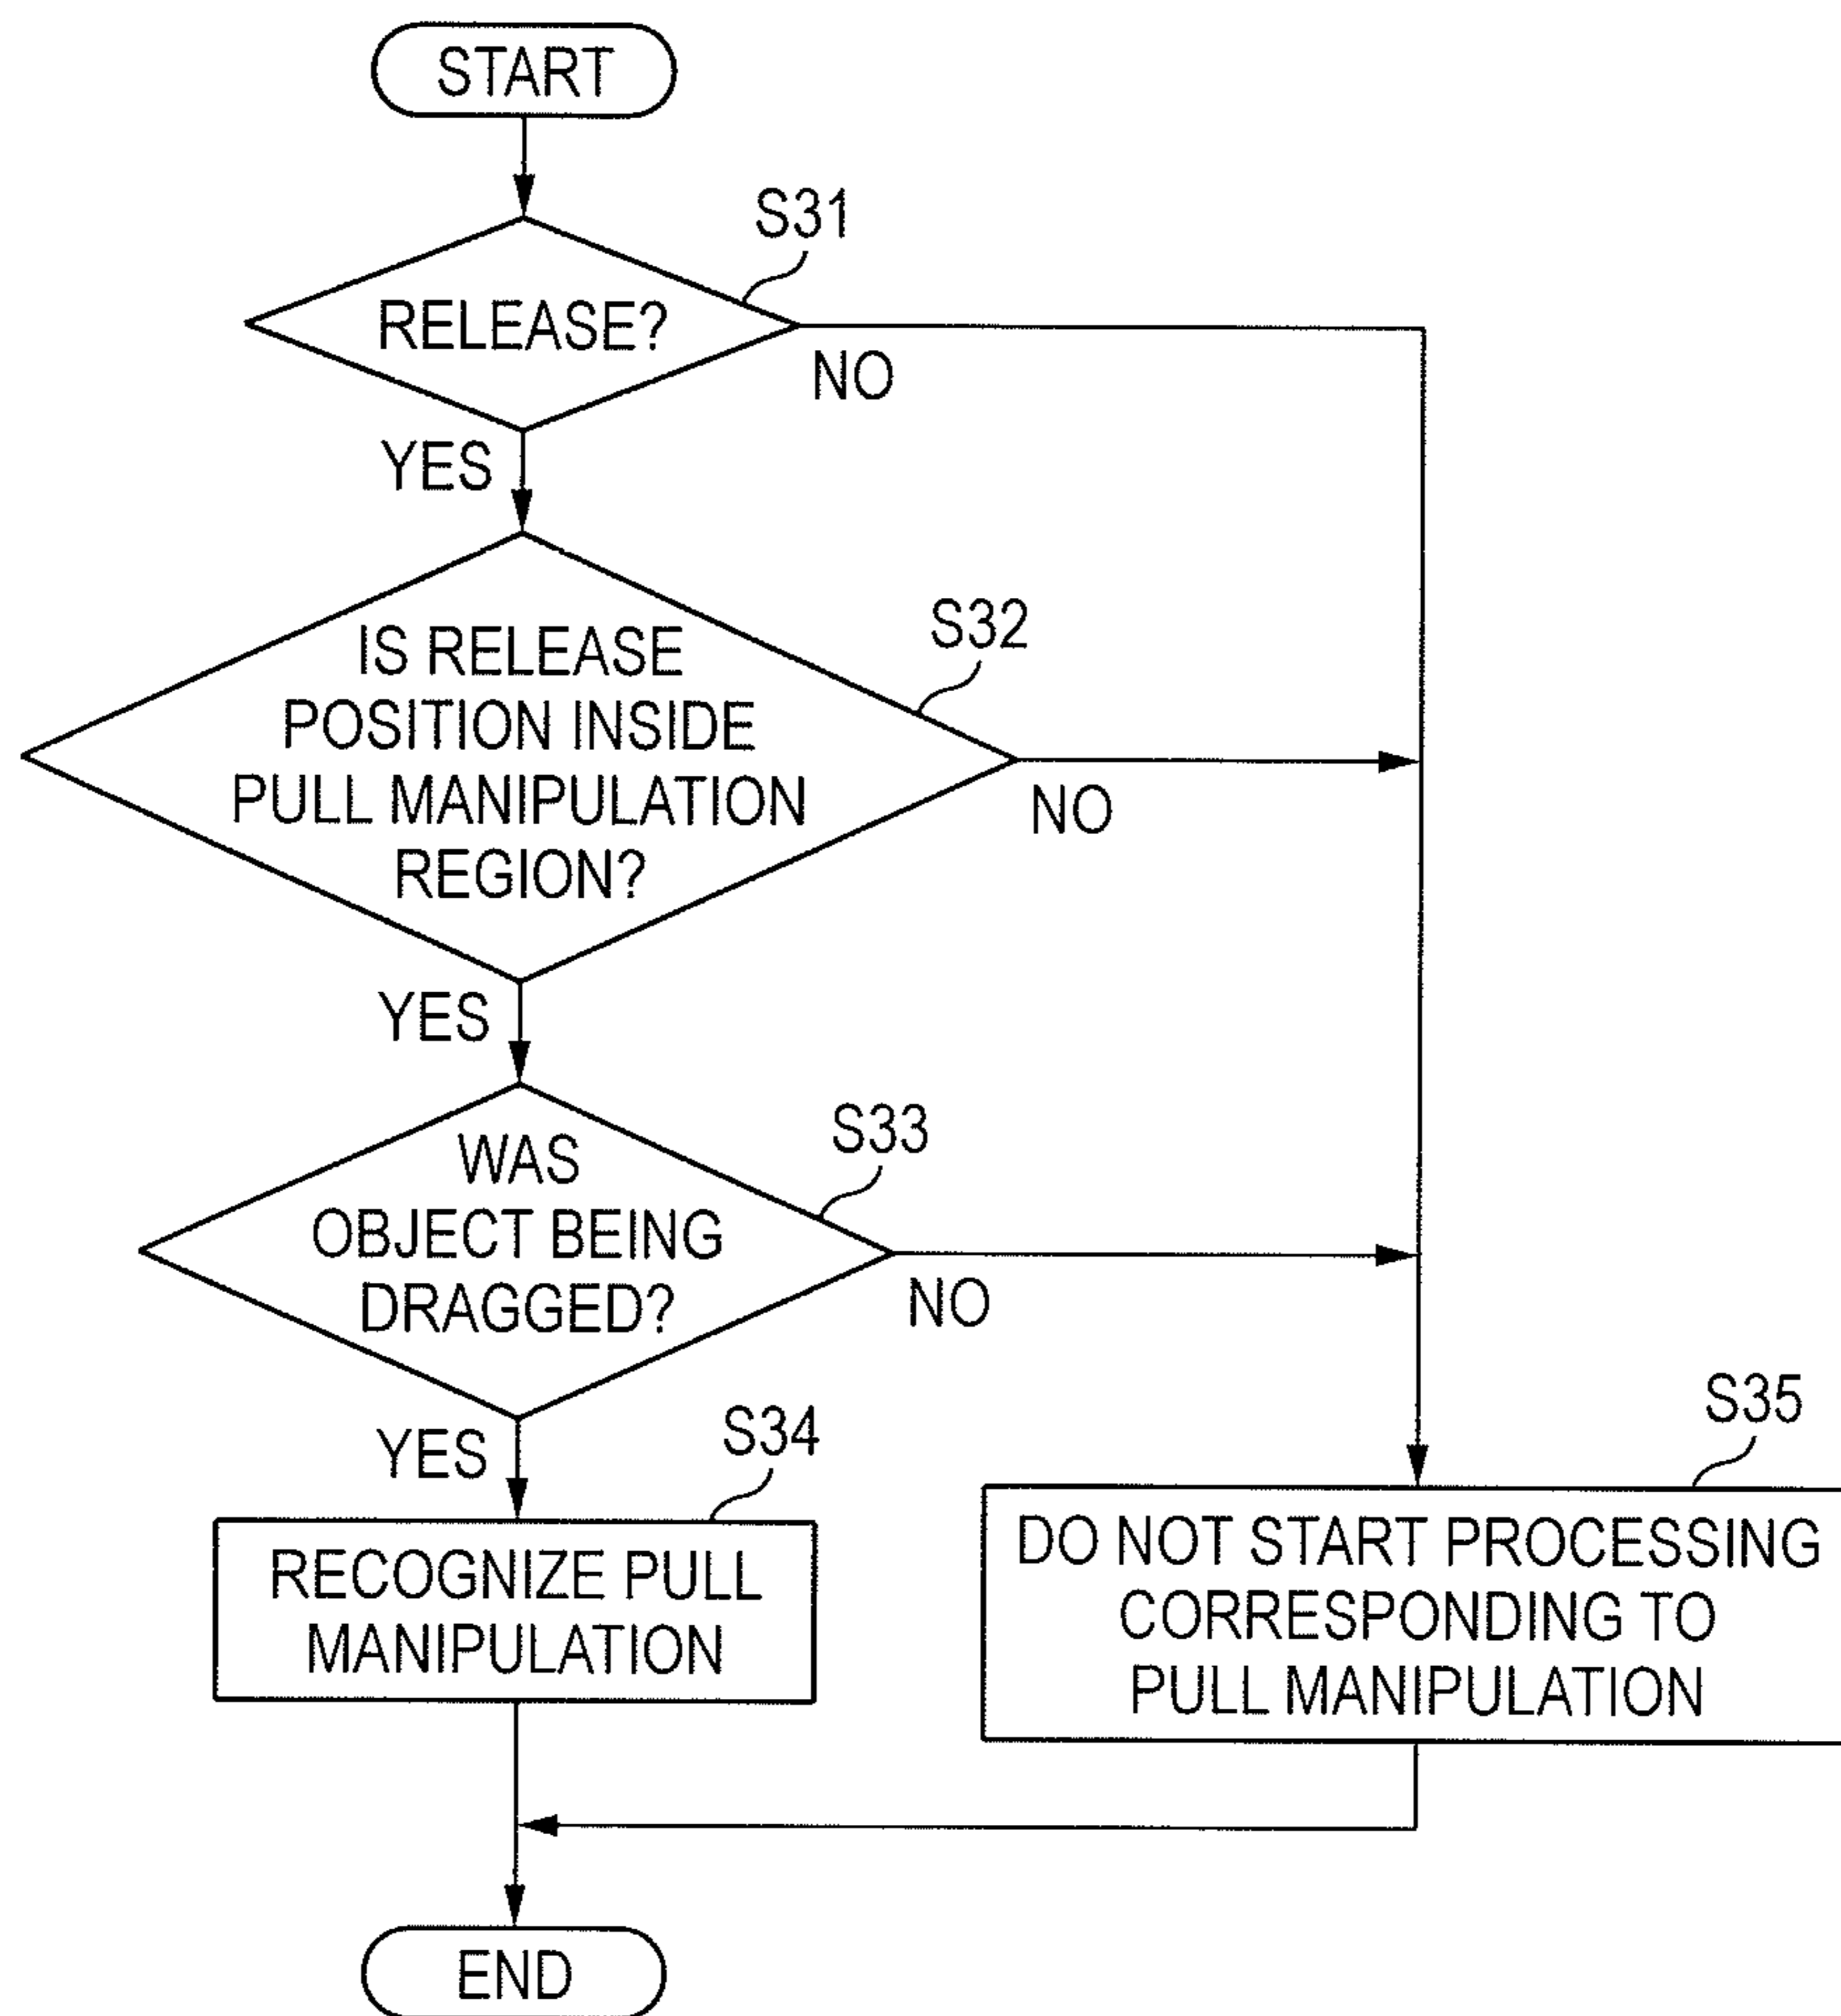 START
S31
RELEASE?
NO
YES
S32
IS RELEASE
POSITION INSIDE
PULL MANIPULATION
REGION?
NO
YES
S33
WAS
OBJECT BEING
DRAGGED?
NO
YES
S34
RECOGNIZE PULL
MANIPULATION
S35
DO NOT START PROCESSING
CORRESPONDING TO
PULL MANIPULATION
END